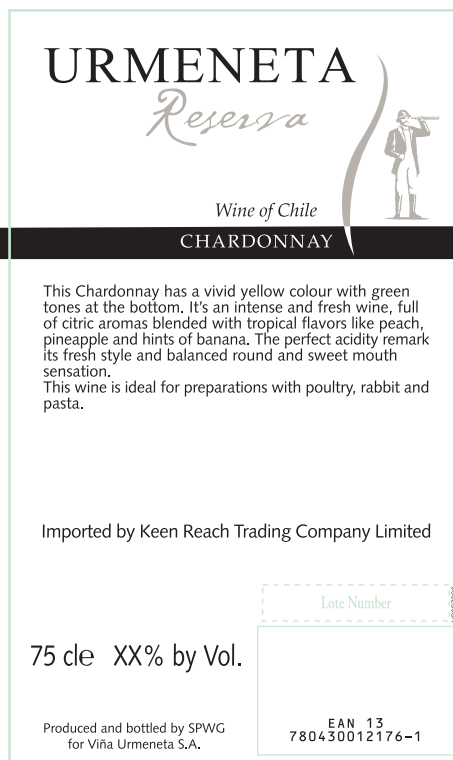 URMENETA
Reserva
Wine of Chile
CHARDONNAY
This Chardonnay has a vivid yellow colour with green
tones at the bottom. It's an intense and fresh wine, full
of citric aromas blended with tropical flavors like peach,
pineapple and hints of banana. The perfect acidity remark
its fresh style and balanced round and sweet mouth
sensation.
This wine is ideal for preparations with poultry, rabbit and
pasta.
Imported by Keen Reach Trading Company Limited
Lote Number
75 cl℮ XX% by Vol.
Produced and bottled by SPWG
for Viña Urmeneta S.A.
EAN 13
780430012176-1